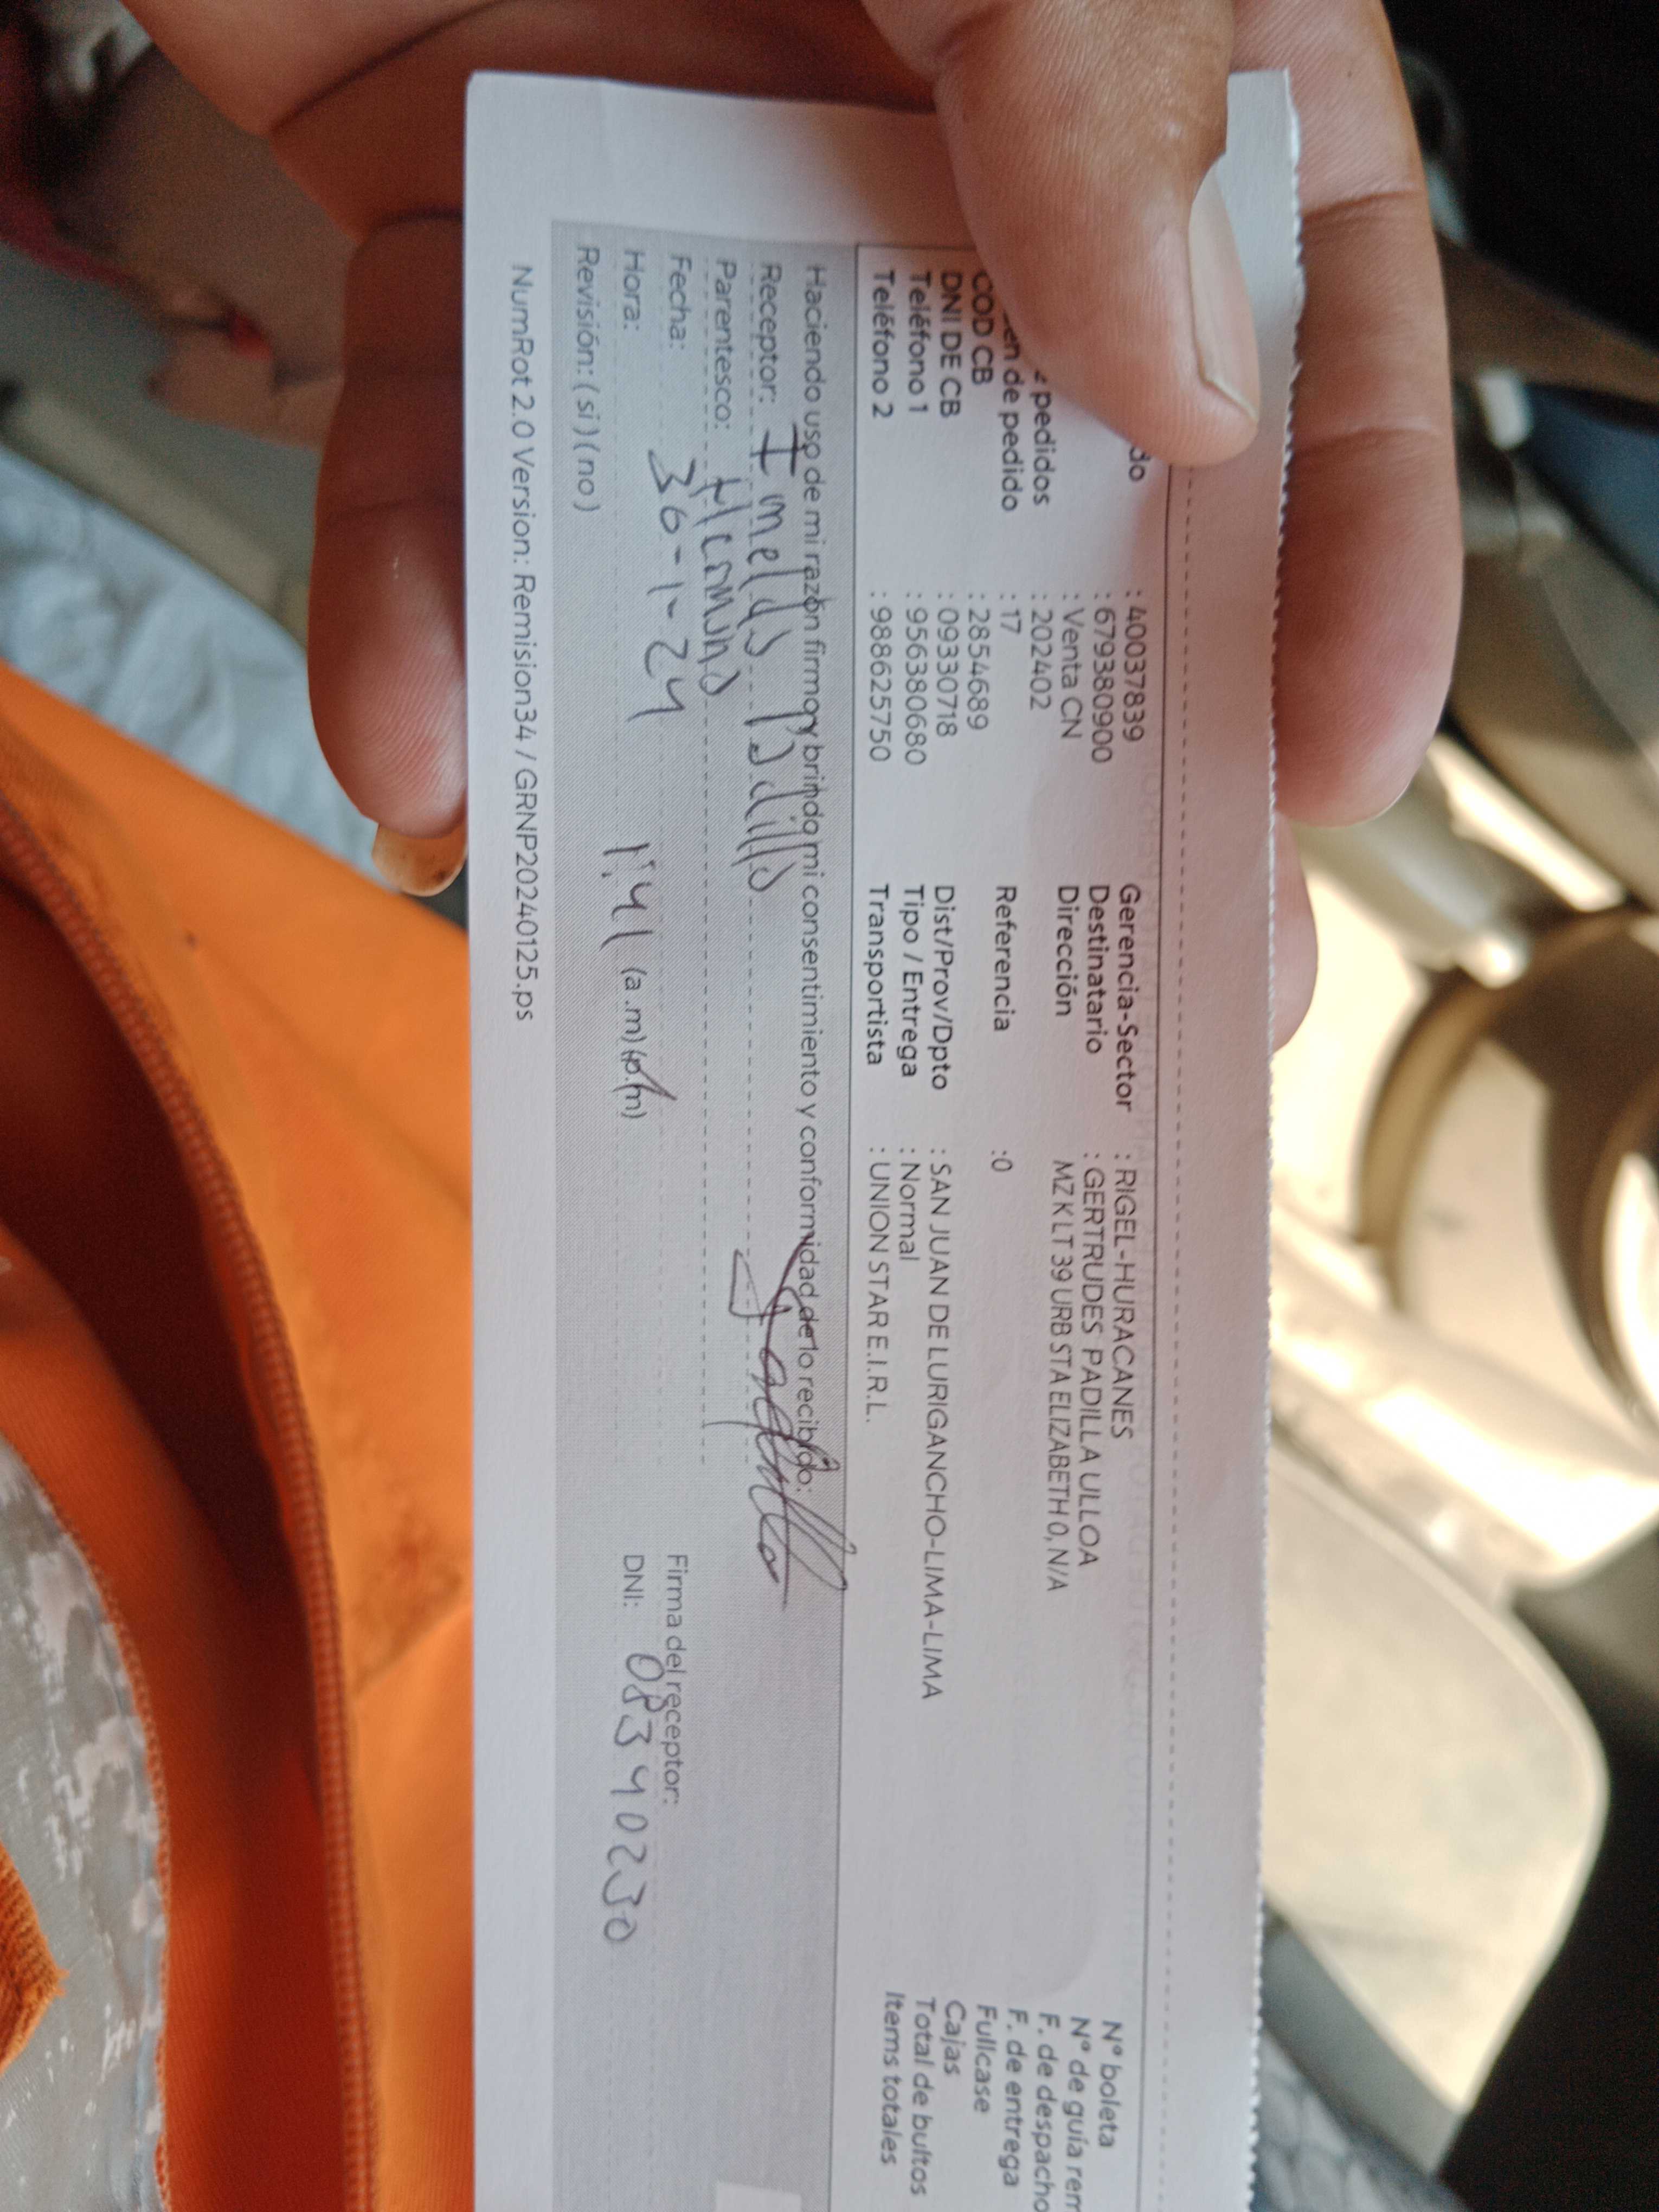 do : 40037839 Gerencia-Sector : RIGEL-HURACANES Nº boleta
: 679380900 Destinatario : GERTRUDES PADILLA ULLOA Nº de guía rem
: Venta CN Dirección MZ K LT 39 URB STA ELIZABETH 0, N/A F. de despacho
pedidos : 202402 F. de entrega
en de pedido : 17 Referencia :0 Fullcase
COD CB : 2854689 Cajas
DNI DE CB : 09330718 Dist/Prov/Dpto : SAN JUAN DE LURIGANCHO-LIMA-LIMA Total de bultos
Teléfono 1 : 956380680 Tipo / Entrega : Normal Items totales
Teléfono 2 : 988625750 Transportista : UNION STAR E.I.R.L.
Haciendo uso de mi razón firmo y brindo mi consentimiento y conformidad de lo recibido:
Receptor: Imelda Padilla
Parentesco: Hermana
Fecha: 30-1-24 Firma del receptor:
Hora: 1:41 (a.m) (p.m) DNI: 08340230
Revisión: (si) (no)
NumRot 2.0 Version: Remision34 / GRNP20240125.ps